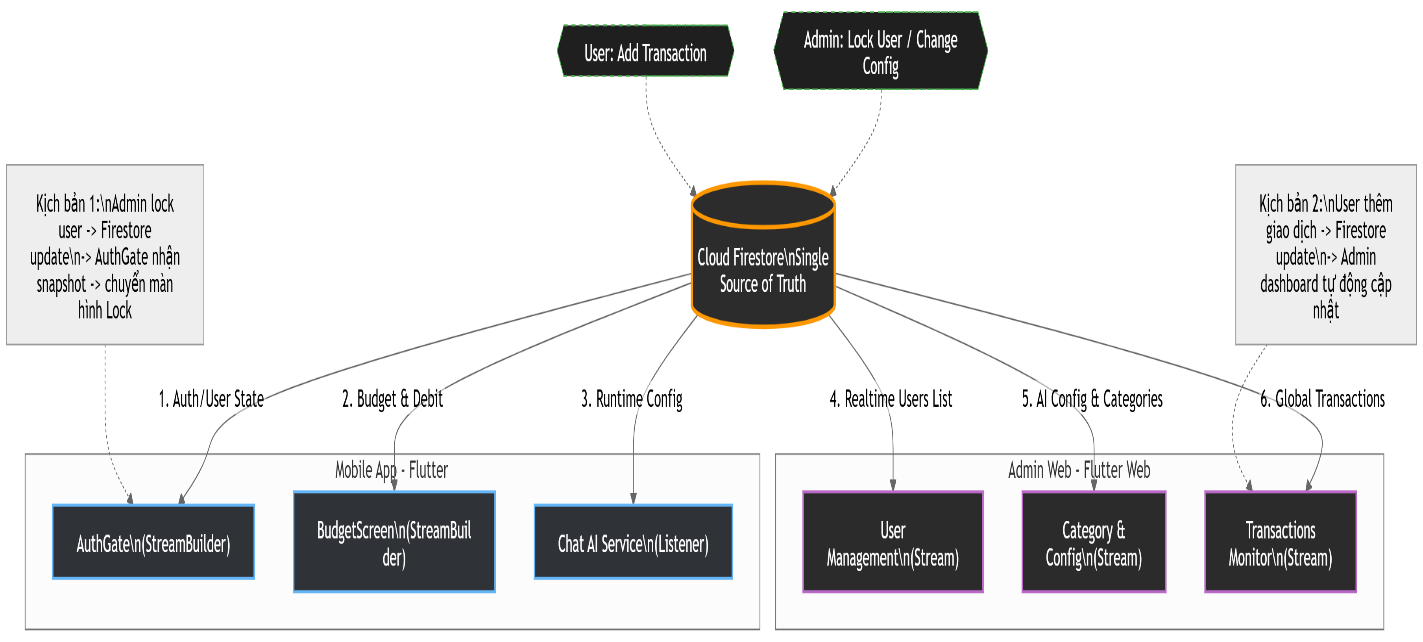 User: Add Transaction
Admin: Lock User / Change
Config
Kịch bản 1:\nAdmin lock
user -> Firestore
update\n-> AuthGate nhận
snapshot -> chuyển màn
hình Lock
Kịch bản 2:\nUser thêm
giao dịch -> Firestore
update\n-> Admin
dashboard tự động cập
nhật
Cloud Firestore\nSingle
Source of Truth
1. Auth/User State
2. Budget & Debit
3. Runtime Config
4. Realtime Users List
5. AI Config & Categories
6. Global Transactions
Mobile App - Flutter
Admin Web - Flutter Web
AuthGate\n(StreamBuilder)
BudgetScreen\n(StreamBuil
der)
Chat AI Service\n(Listener)
User
Management\n(Stream)
Category &
Config\n(Stream)
Transactions
Monitor\n(Stream)